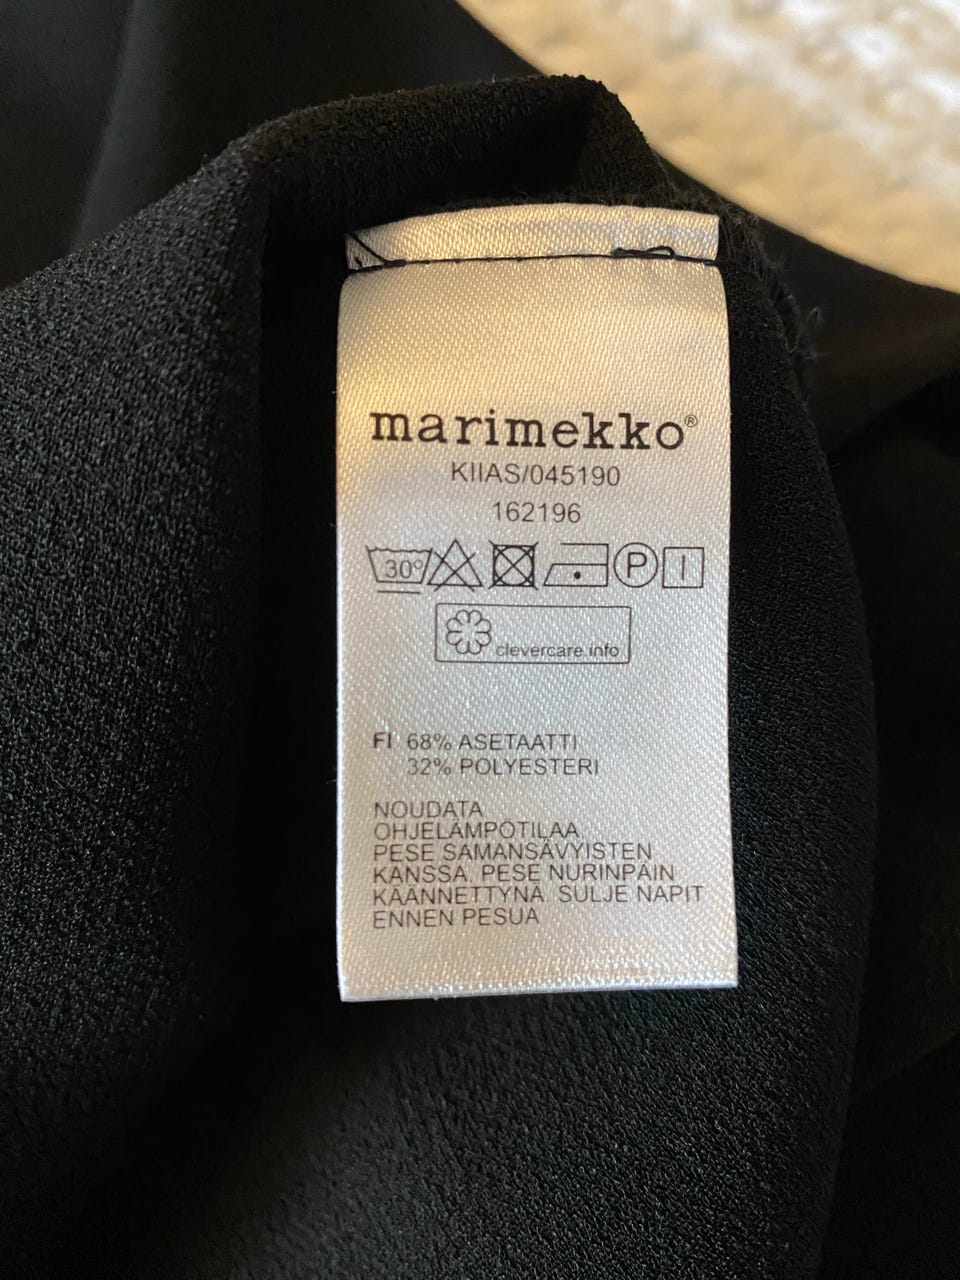 marimekko®
KIIAS/045190
162196
30° P
clevercare.info
FI 68% ASETAATTI
32% POLYESTERI
NOUDATA
OHJELÄMPÖTILAA.
PESE SAMANSÄVYISTEN
KANSSA. PESE NURINPÄIN
KÄÄNNETTYNÄ. SULJE NAPIT
ENNEN PESUA